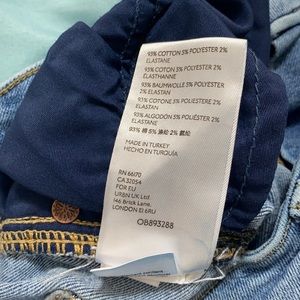 93% COTTON 5% POLYESTER 2%
ELASTANE
93% COTON 5% POLYESTER 2%
ELASTHANNE
93% BAUMWOLLE 5% POLYESTER
2% ELASTAN
93% COTONE 5% POLIESTERE 2%
ELASTAN
93% ALGODÓN 5% POLIÉSTER 2%
ELASTANE
93% 棉 5% 涤纶 2% 氨纶
MADE IN TURKEY
HECHO EN TURQUÍA
RN 66170
CA 32054
FOR EU
URBN UK Ltd
146 Brick Lane,
LONDON E1 6RU
OB893288